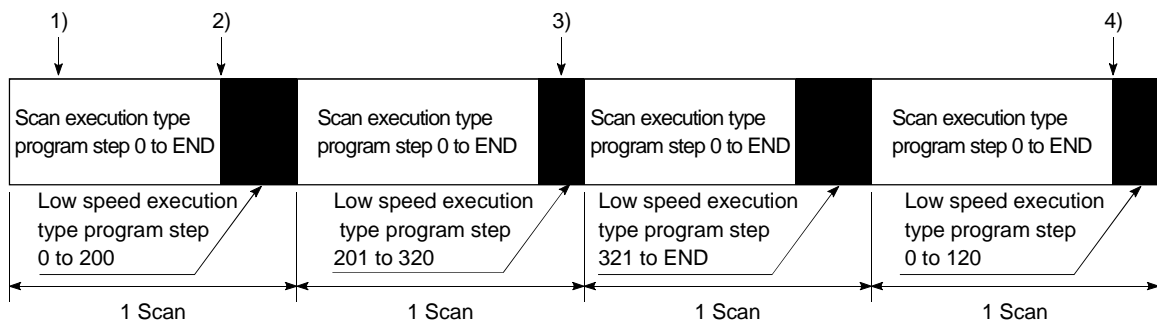 1)
2)
3)
4)
Scan execution type
program step 0 to END
Scan execution type
program step 0 to END
Scan execution type
program step 0 to END
Scan execution type
program step 0 to END
Low speed execution
type program step
0 to 200
Low speed execution
type program step
201 to 320
Low speed execution
type program step
321 to END
Low speed execution
type program step
0 to 120
1 Scan
1 Scan
1 Scan
1 Scan